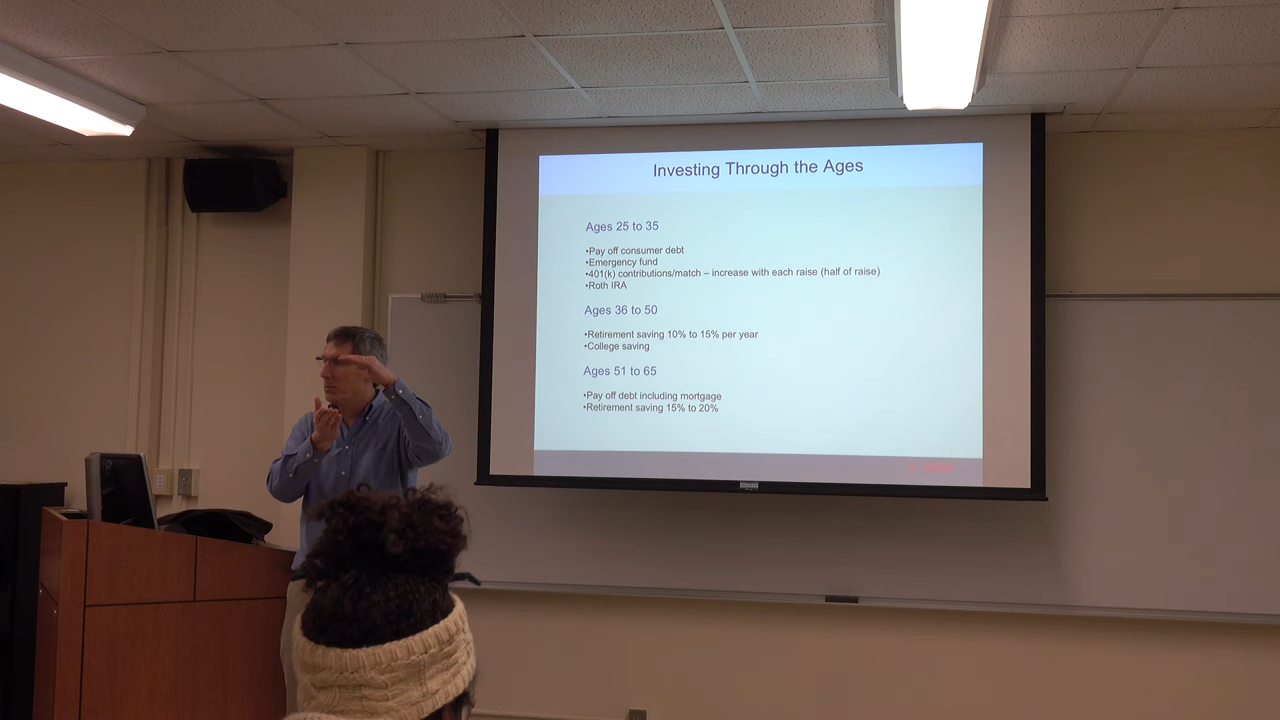 Investing Through the Ages
Ages 25 to 35
•Pay off consumer debt
•Emergency fund
•401(k) contributions/match – increase with each raise (half of raise)
•Roth IRA
Ages 36 to 50
•Retirement saving 10% to 15% per year
•College saving
Ages 51 to 65
•Pay off debt including mortgage
•Retirement saving 15% to 20%